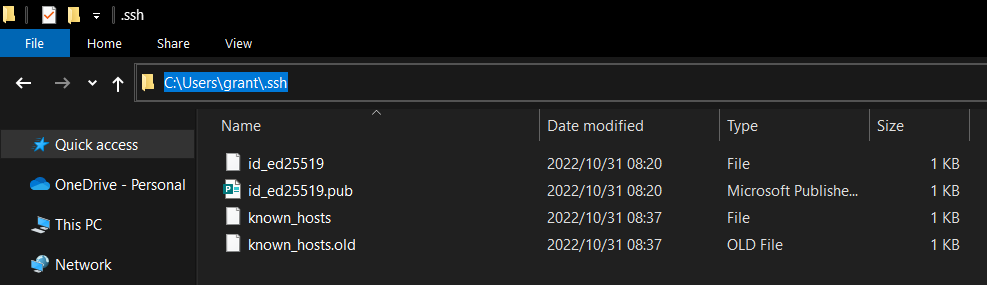 .ssh
File Home Share View
C:\Users\grant\.ssh
Name Date modified Type Size
Quick access
OneDrive - Personal
This PC
Network
id_ed25519 2022/10/31 08:20 File 1 KB
id_ed25519.pub 2022/10/31 08:20 Microsoft Publishe... 1 KB
known_hosts 2022/10/31 08:37 File 1 KB
known_hosts.old 2022/10/31 08:37 OLD File 1 KB